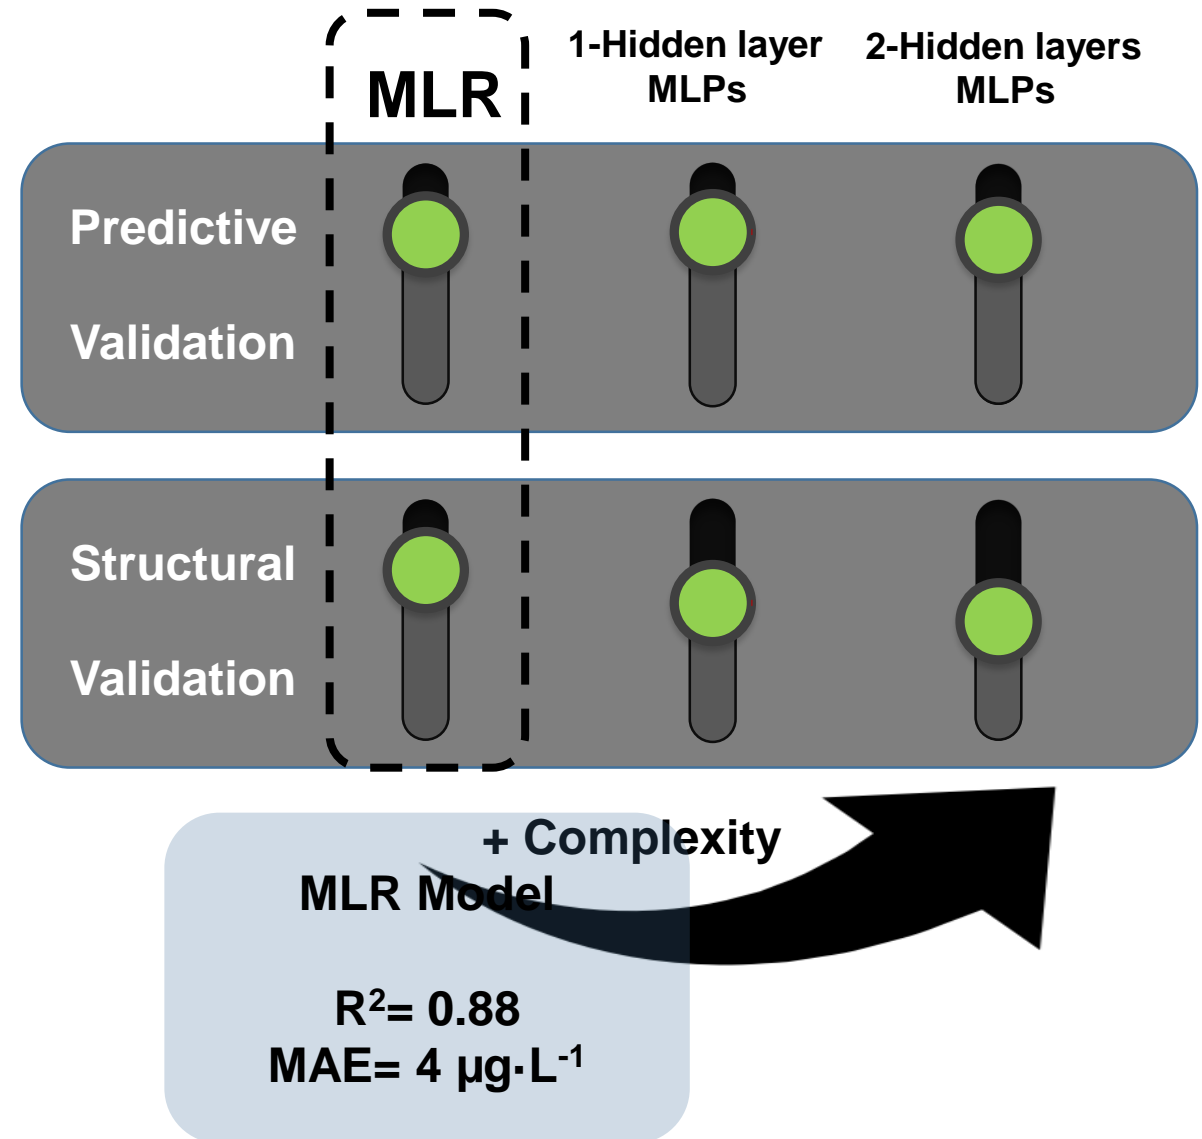 MLR
1-Hidden layer
MLPs
2-Hidden layers
MLPs
Predictive
Validation
Structural
Validation
+ Complexity
MLR Model
R²= 0.88
MAE= 4 µg·L⁻¹